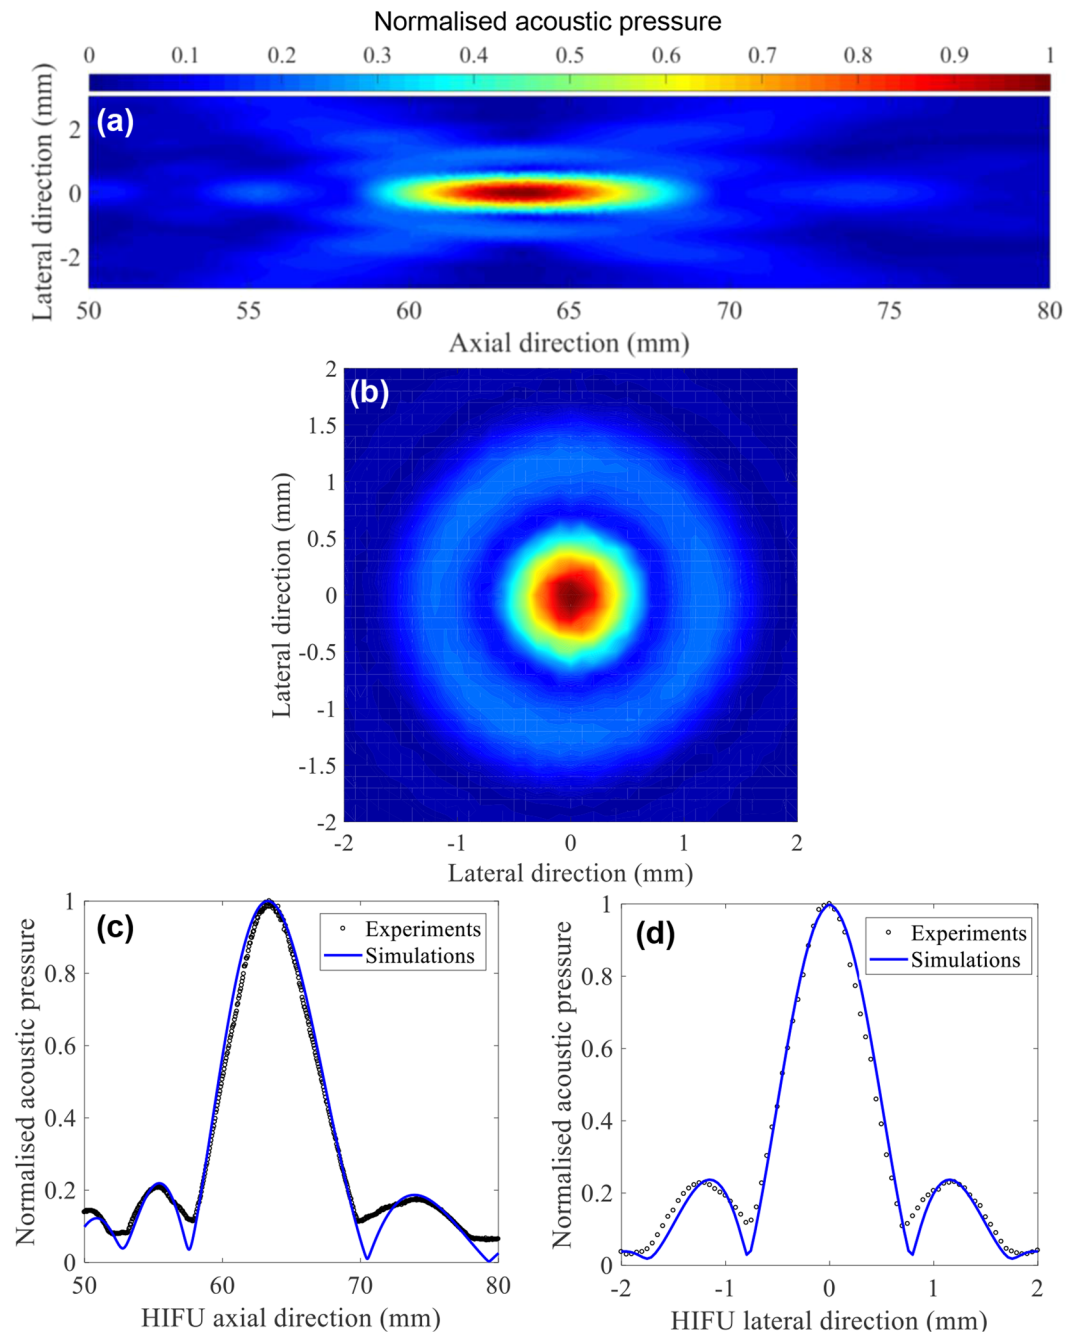 Normalised acoustic pressure
0 0.1 0.2 0.3 0.4 0.5 0.6 0.7 0.8 0.9 1
(a)
Lateral direction (mm)
2
0
-2
50 55 60 65 70 75 80
Axial direction (mm)
(b)
Lateral direction (mm)
2
1.5
1
0.5
0
-0.5
-1
-1.5
-2
-2 -1 0 1 2
Lateral direction (mm)
(c)
Experiments
Simulations
Normalised acoustic pressure
1
0.8
0.6
0.4
0.2
0
50 60 70 80
HIFU axial direction (mm)
(d)
Experiments
Simulations
Normalised acoustic pressure
1
0.8
0.6
0.4
0.2
0
-2 -1 0 1 2
HIFU lateral direction (mm)